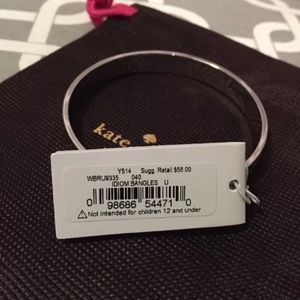 kate
Y514 Sugg. Retail $58.00
WBRU9335 040
IDIOM BANGLES U
0 98686 54471 0
⚠Not intended for children 12 and under